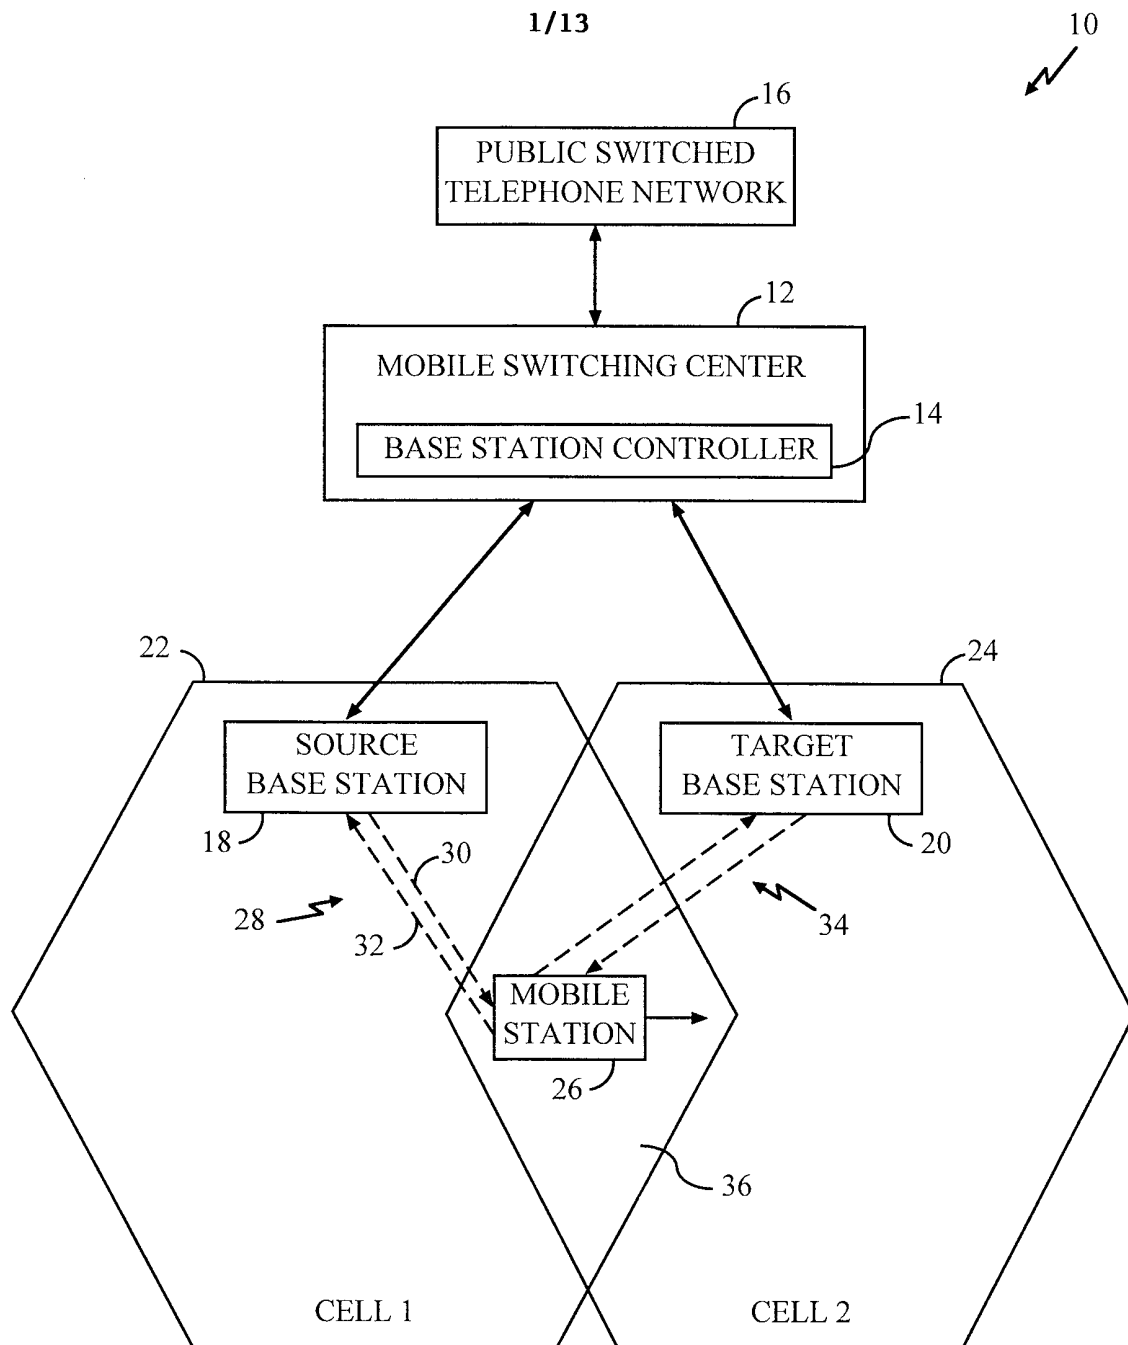 1/13
10
16
PUBLIC SWITCHED
TELEPHONE NETWORK
12
MOBILE SWITCHING CENTER
14
BASE STATION CONTROLLER
22
24
SOURCE
BASE STATION
TARGET
BASE STATION
18
30
20
28
32
34
MOBILE
STATION
26
36
CELL 1
CELL 2